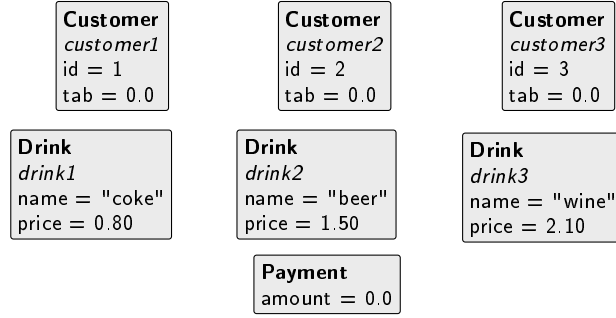 Customer
customer1
id = 1
tab = 0.0
Customer
customer2
id = 2
tab = 0.0
Customer
customer3
id = 3
tab = 0.0
Drink
drink1
name = "coke"
price = 0.80
Drink
drink2
name = "beer"
price = 1.50
Drink
drink3
name = "wine"
price = 2.10
Payment
amount = 0.0